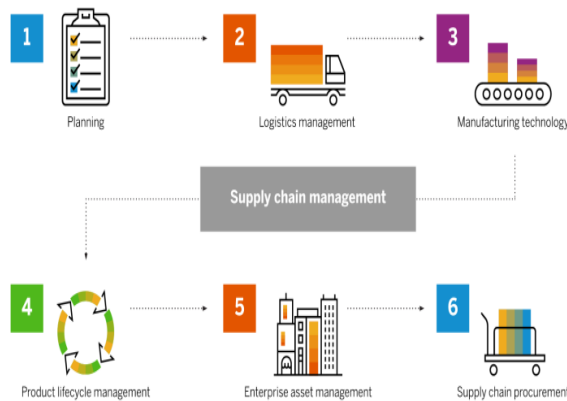 1
Planning
2
Logistics management
3
Manufacturing technology
Supply chain management
4
Product lifecycle management
5
Enterprise asset management
6
Supply chain procurement